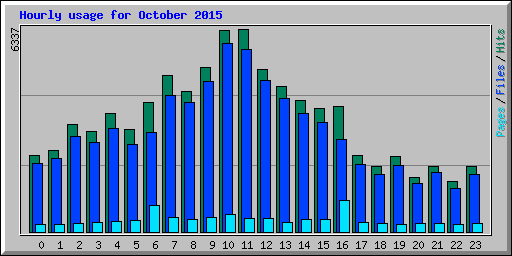 Hourly usage for October 2015
6337
Pages/Files/Hits
0 1 2 3 4 5 6 7 8 9 10 11 12 13 14 15 16 17 18 19 20 21 22 23